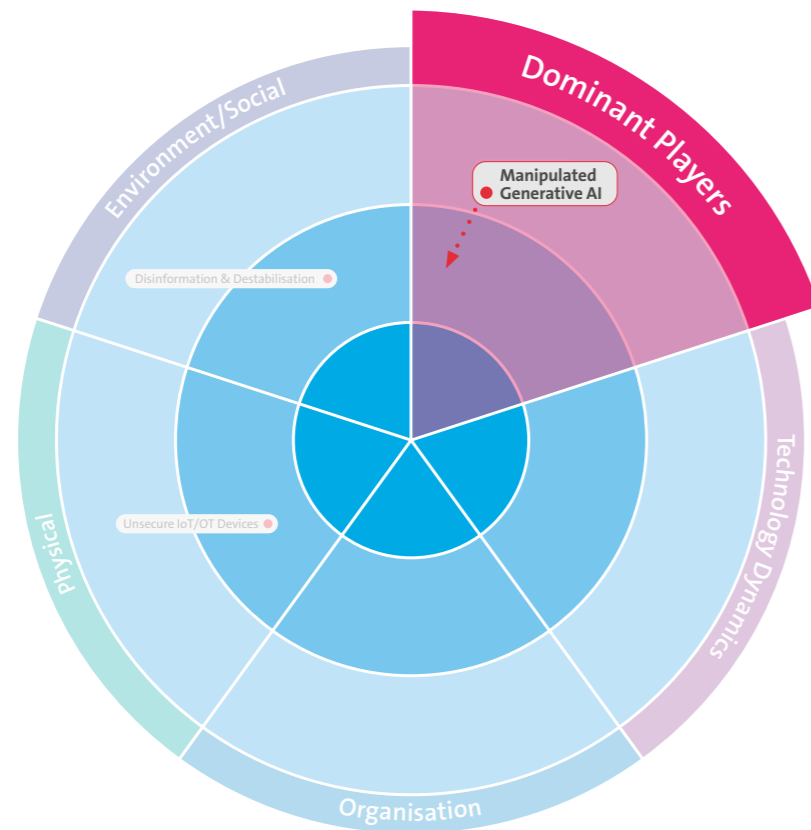 Dominant Players
Environment/Social
Manipulated
Generative AI
Disinformation & Destabilisation
Technology Dynamics
Unsecure IoT/OT Devices
Physical
Organisation